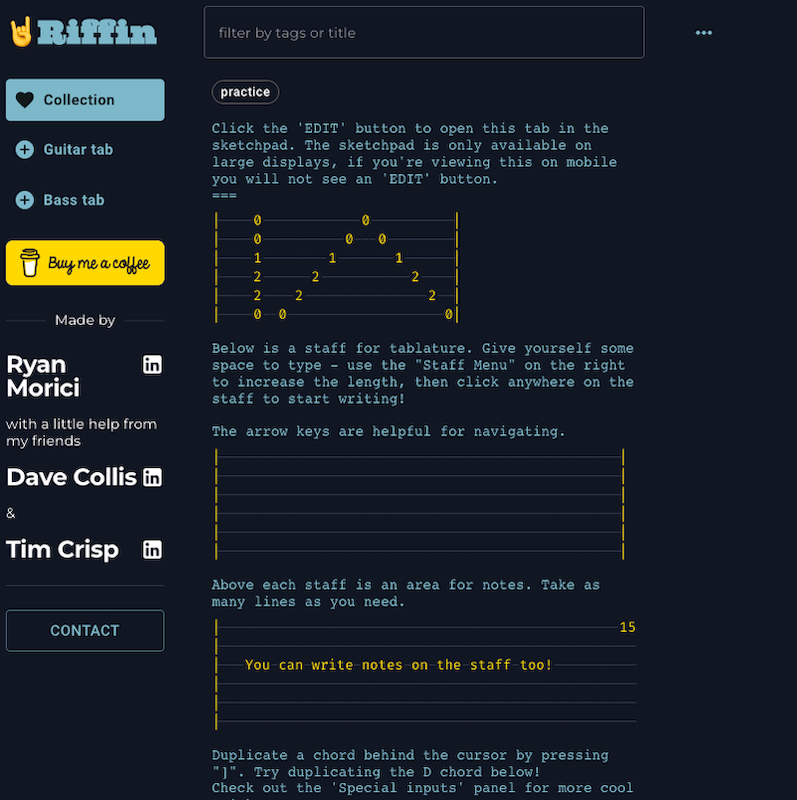 Riffin
filter by tags or title
Collection
Guitar tab
Bass tab
Buy me a coffee
Made by
Ryan
Morici
with a little help from
my friends
Dave Collis
&
Tim Crisp
CONTACT
practice
Click the 'EDIT' button to open this tab in the
sketchpad. The sketchpad is only available on
large displays, if you're viewing this on mobile
you will not see an 'EDIT' button.
===
0 0
0 0 0
1 1 1
2 2 2
2 2 2
0 0 0
Below is a staff for tablature. Give yourself some
space to type - use the "Staff Menu" on the right
to increase the length, then click anywhere on the
staff to start writing!
The arrow keys are helpful for navigating.
Above each staff is an area for notes. Take as
many lines as you need.
15
You can write notes on the staff too!
Duplicate a chord behind the cursor by pressing
"]". Try duplicating the D chord below!
Check out the 'Special inputs' panel for more cool